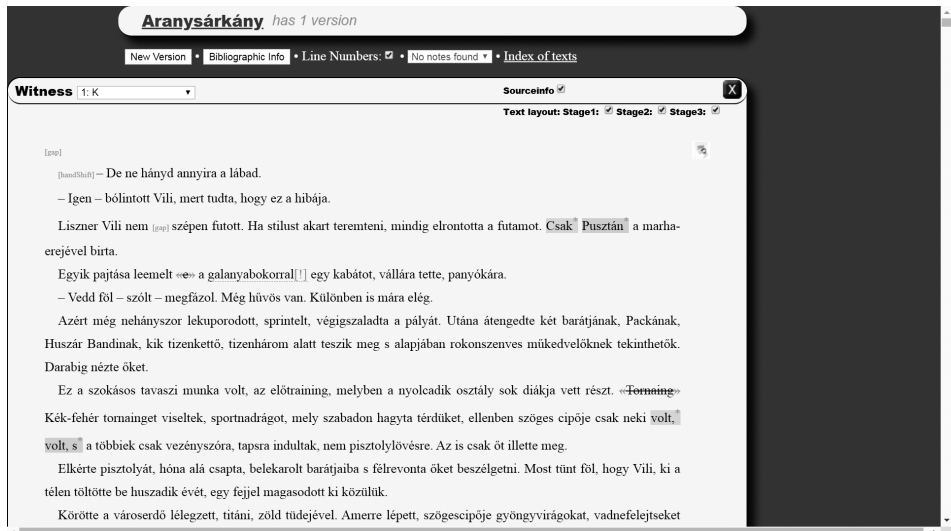 Aranysárkány has 1 version
New Version • Bibliographic Info • Line Numbers: • No notes found ▼ • Index of texts
Witness 1: K ▼ Sourceinfo X
Text layout: Stage1: Stage2: Stage3:
[gap]
[handShift] – De ne hányd annyira a lábad.
– Igen – bólintott Vili, mert tudta, hogy ez a hibája.
Liszner Vili nem [gap] szépen futott. Ha stilust akart teremteni, mindig elrontotta a futamot. Csak* Pusztán* a marha-
erejével birta.
Egyik pajtása leemelt «e» a galanyabokorral[!] egy kabátot, vállára tette, panyókára.
– Vedd föl – szólt – megfázol. Még hűvös van. Különben is mára elég.
Azért még nehányszor lekuporodott, sprintelt, végigszaladta a pályát. Utána átengedte két barátjának, Packának,
Huszár Bandinak, kik tizenkettő, tizenhárom alatt teszik meg s alapjában rokonszenves műkedvelőknek tekinthetők.
Darabig nézte őket.
Ez a szokásos tavaszi munka volt, az előtraining, melyben a nyolcadik osztály sok diákja vett részt. «Tornaing»
Kék-fehér tornainget viseltek, sportnadrágot, mely szabadon hagyta térdüket, ellenben szöges cipője csak neki volt,*
volt, s* a többiek csak vezényszóra, tapsra indultak, nem pisztolylövésre. Az is csak őt illette meg.
Elkérte pisztolyát, hóna alá csapta, belekarolt barátjaiba s félrevonta őket beszélgetni. Most tünt föl, hogy Vili, ki a
télen töltötte be huszadik évét, egy fejjel magasodott ki közülük.
Körötte a városerdő lélegzett, titáni, zöld tüdejével. Amerre lépett, szögescipője gyöngyvirágokat, vadnefelejtseket